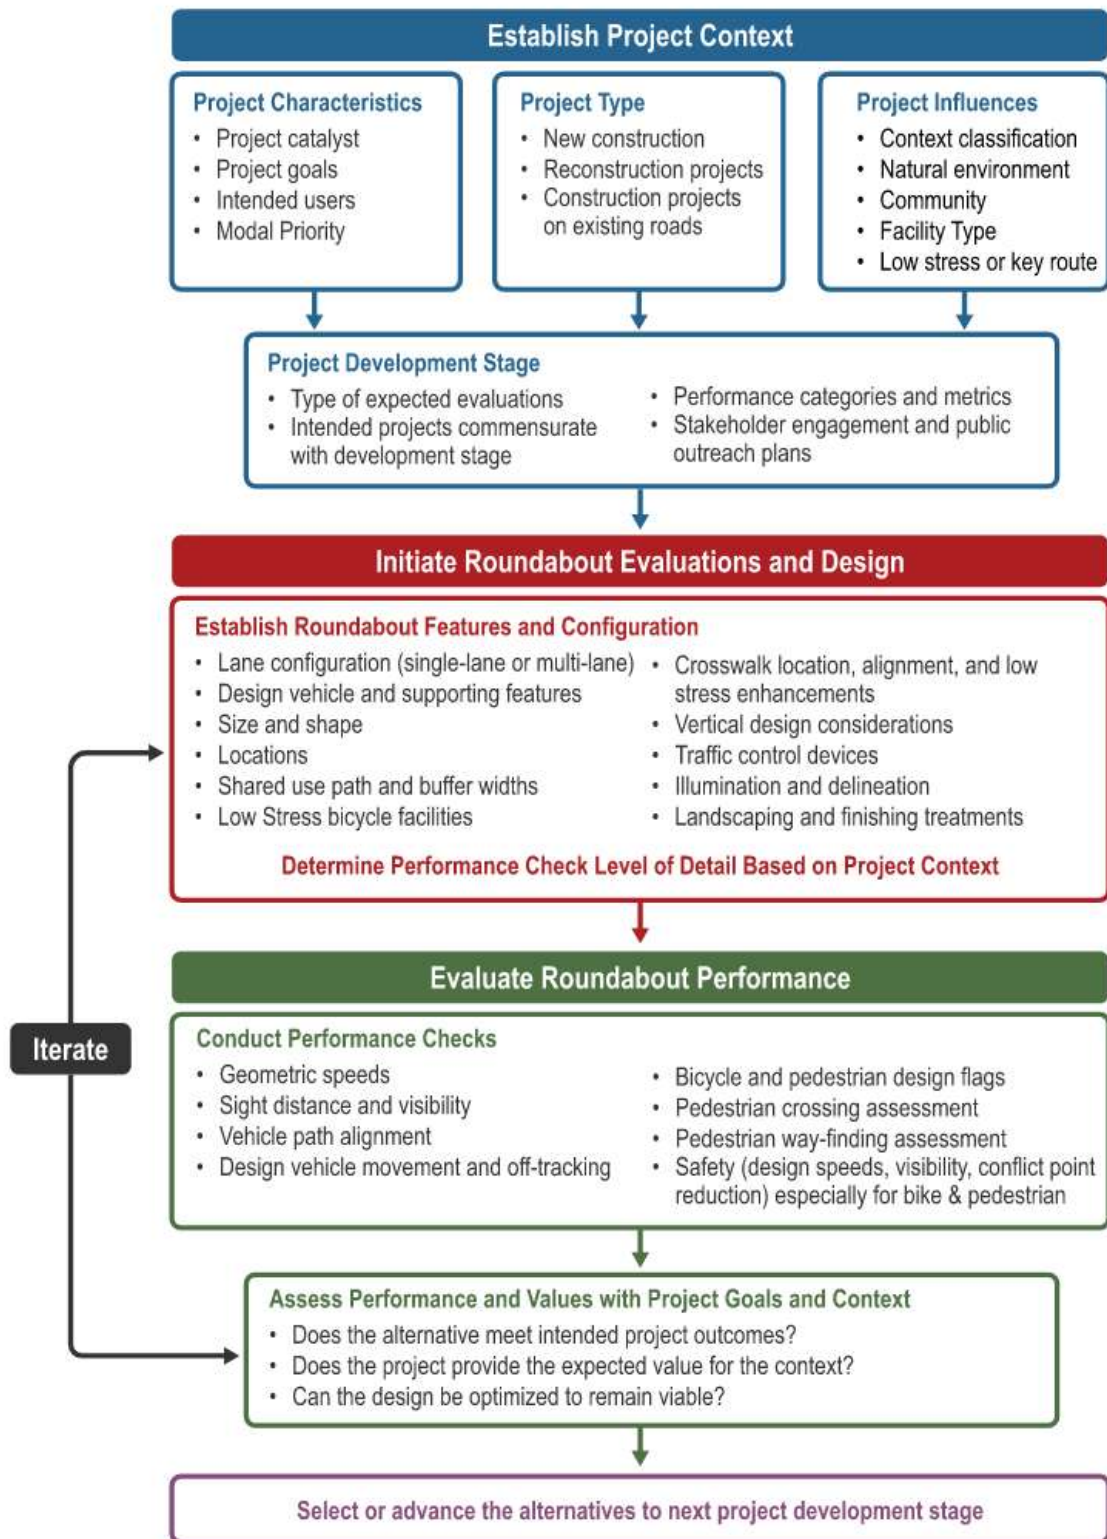 Establish Project Context
Project Characteristics
• Project catalyst
• Project goals
• Intended users
• Modal Priority
Project Type
• New construction
• Reconstruction projects
• Construction projects
on existing roads
Project Influences
• Context classification
• Natural environment
• Community
• Facility Type
• Low stress or key route
Project Development Stage
• Type of expected evaluations
• Intended projects commensurate
with development stage
• Performance categories and metrics
• Stakeholder engagement and public
outreach plans
Initiate Roundabout Evaluations and Design
Establish Roundabout Features and Configuration
• Lane configuration (single-lane or multi-lane)
• Design vehicle and supporting features
• Size and shape
• Locations
• Shared use path and buffer widths
• Low Stress bicycle facilities
• Crosswalk location, alignment, and low
stress enhancements
• Vertical design considerations
• Traffic control devices
• Illumination and delineation
• Landscaping and finishing treatments
Determine Performance Check Level of Detail Based on Project Context
Evaluate Roundabout Performance
Iterate
Conduct Performance Checks
• Geometric speeds
• Sight distance and visibility
• Vehicle path alignment
• Design vehicle movement and off-tracking
• Bicycle and pedestrian design flags
• Pedestrian crossing assessment
• Pedestrian way-finding assessment
• Safety (design speeds, visibility, conflict point
reduction) especially for bike & pedestrian
Assess Performance and Values with Project Goals and Context
• Does the alternative meet intended project outcomes?
• Does the project provide the expected value for the context?
• Can the design be optimized to remain viable?
Select or advance the alternatives to next project development stage